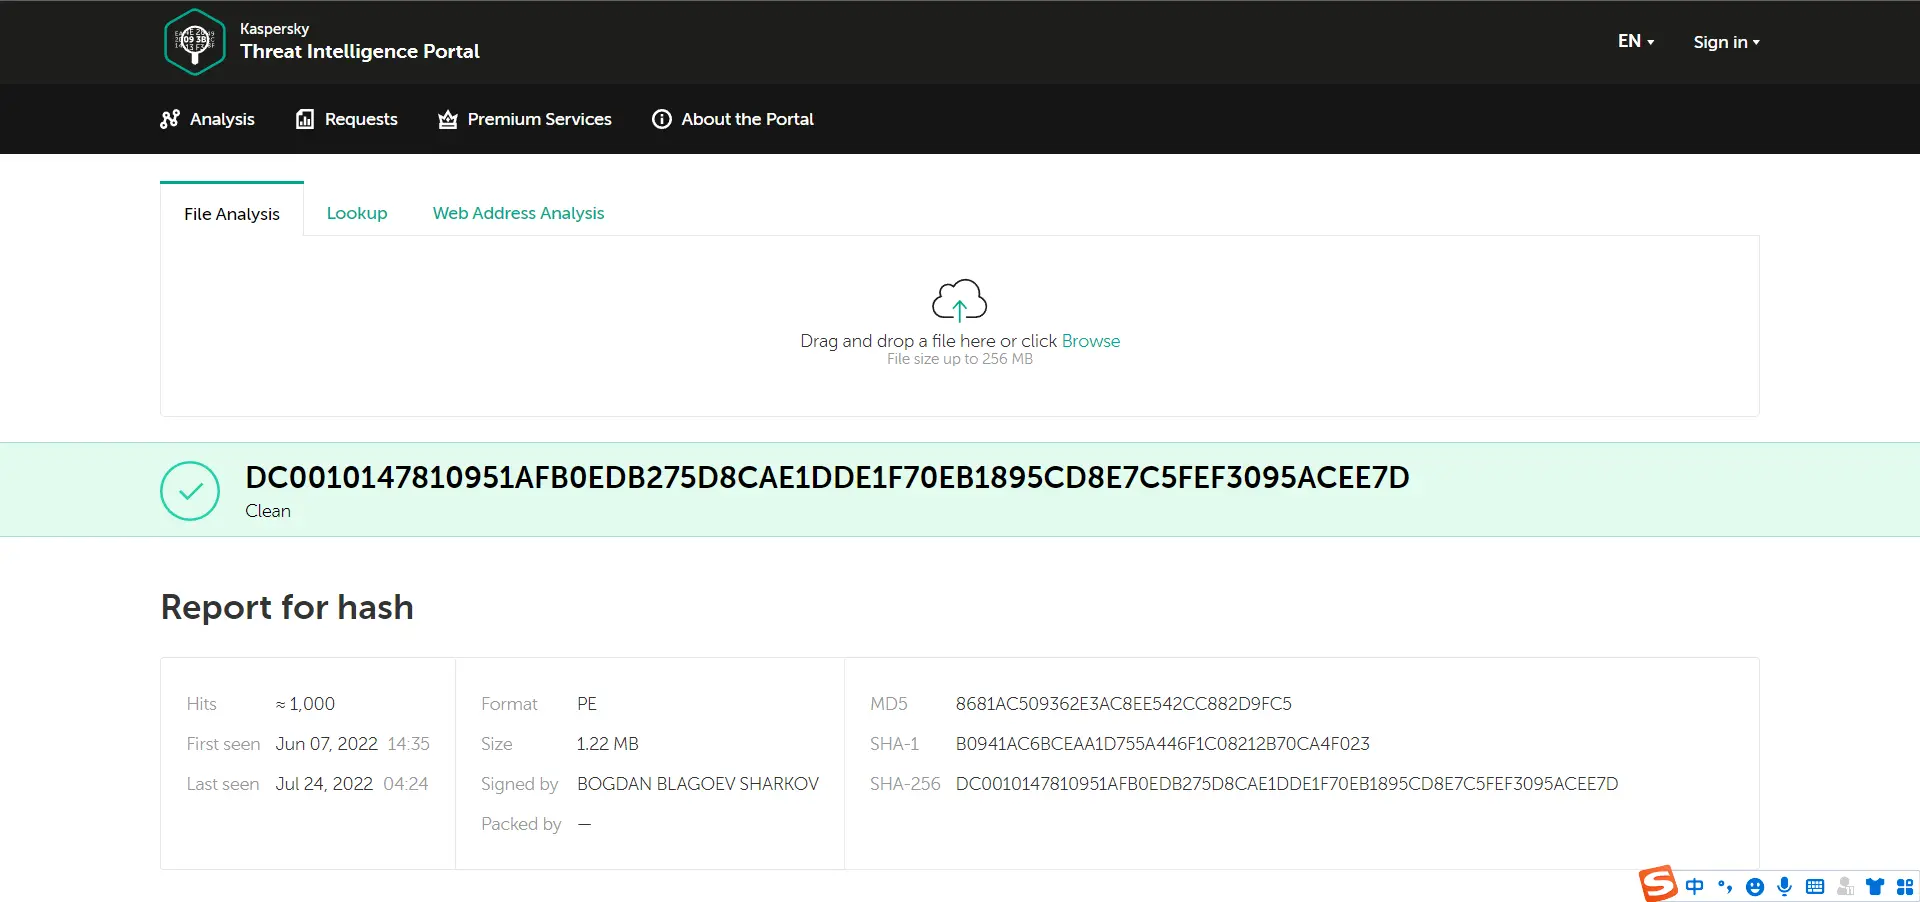 Kaspersky
Threat Intelligence Portal
EN
Sign in
Analysis
Requests
Premium Services
About the Portal
File Analysis
Lookup
Web Address Analysis
Drag and drop a file here or click Browse
File size up to 256 MB
DC0010147810951AFB0EDB275D8CAE1DDE1F70EB1895CD8E7C5FEF3095ACEE7D
Clean
Report for hash
Hits ≈ 1,000
First seen Jun 07, 2022 14:35
Last seen Jul 24, 2022 04:24
Format PE
Size 1.22 MB
Signed by BOGDAN BLAGOEV SHARKOV
Packed by —
MD5 8681AC509362E3AC8EE542CC882D9FC5
SHA-1 B0941AC6BCEAA1D755A446F1C08212B70CA4F023
SHA-256 DC0010147810951AFB0EDB275D8CAE1DDE1F70EB1895CD8E7C5FEF3095ACEE7D
S 中